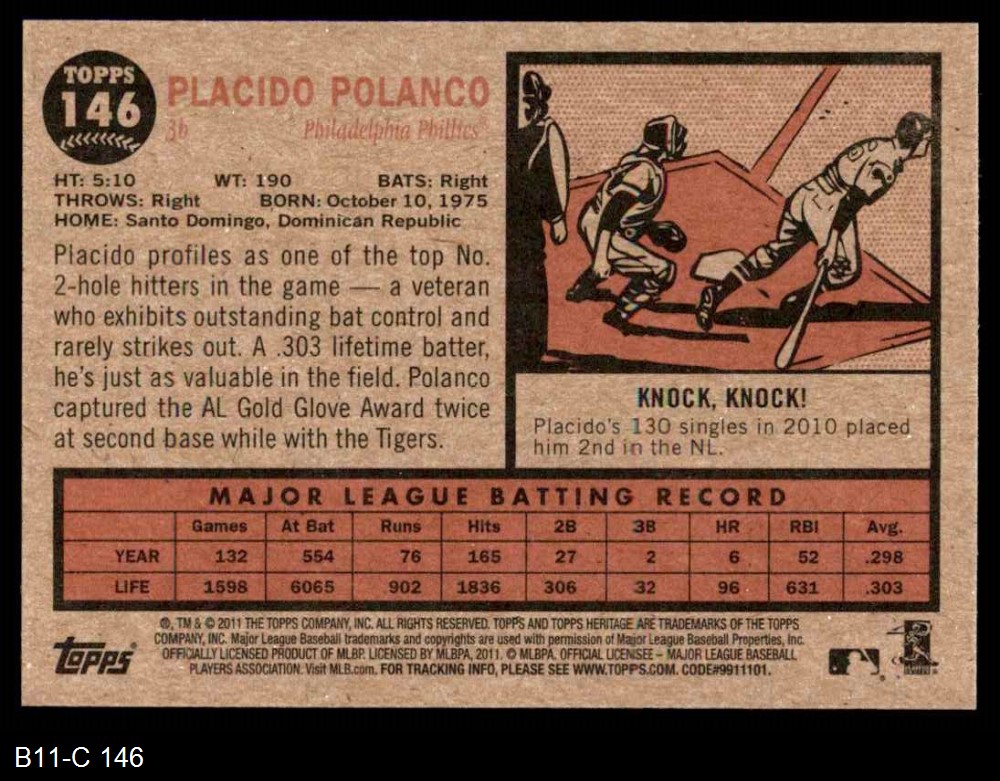 TOPPS
146
PLACIDO POLANCO
3b Philadelphia Phillies®
HT: 5:10 WT: 190 BATS: Right
THROWS: Right BORN: October 10, 1975
HOME: Santo Domingo, Dominican Republic
Placido profiles as one of the top No.
2-hole hitters in the game — a veteran
who exhibits outstanding bat control and
rarely strikes out. A .303 lifetime batter,
he's just as valuable in the field. Polanco
captured the AL Gold Glove Award twice
at second base while with the Tigers.
KNOCK, KNOCK!
Placido's 130 singles in 2010 placed
him 2nd in the NL.
MAJOR LEAGUE BATTING RECORD
Games At Bat Runs Hits 2B 3B HR RBI Avg.
YEAR 132 554 76 165 27 2 6 52 .298
LIFE 1598 6065 902 1836 306 32 96 631 .303
®, TM & © 2011 THE TOPPS COMPANY, INC. ALL RIGHTS RESERVED. TOPPS AND TOPPS HERITAGE ARE TRADEMARKS OF THE TOPPS
COMPANY, INC. Major League Baseball trademarks and copyrights are used with permission of Major League Baseball Properties, Inc.
OFFICIALLY LICENSED PRODUCT OF MLBP. LICENSED BY MLBPA, 2011. © MLBPA. OFFICIAL LICENSEE – MAJOR LEAGUE BASEBALL
PLAYERS ASSOCIATION. Visit MLB.com. FOR TRACKING INFO, PLEASE SEE WWW.TOPPS.COM. CODE#9911101.
topps®
B11-C 146